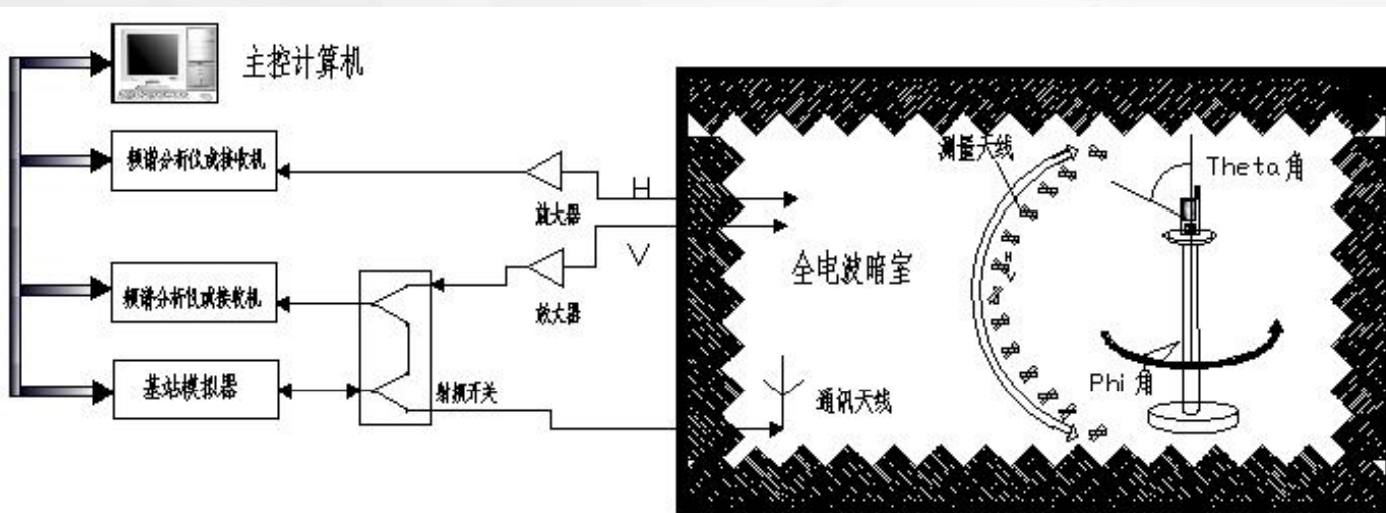 主控计算机
频谱分析仪或接收机
放大器
H
V
频谱分析仪或接收机
放大器
基站模拟器
射频开关
全电波暗室
通讯天线
测量天线
H
V
Theta角
Phi角